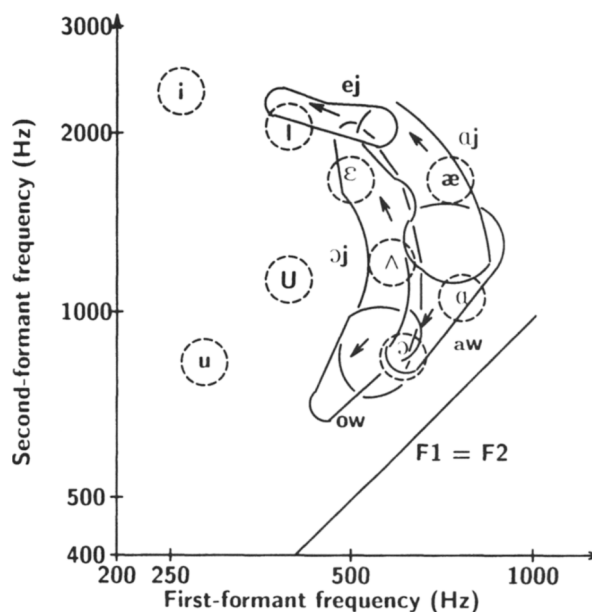 3000
i
ej
2000
I
ɑj
ɛ
æ
ɔj
ʌ
U
ɑ
1000
u
ɔ
aw
ow
F1 = F2
500
400
200 250 500 1000
First-formant frequency (Hz)
Second-formant frequency (Hz)